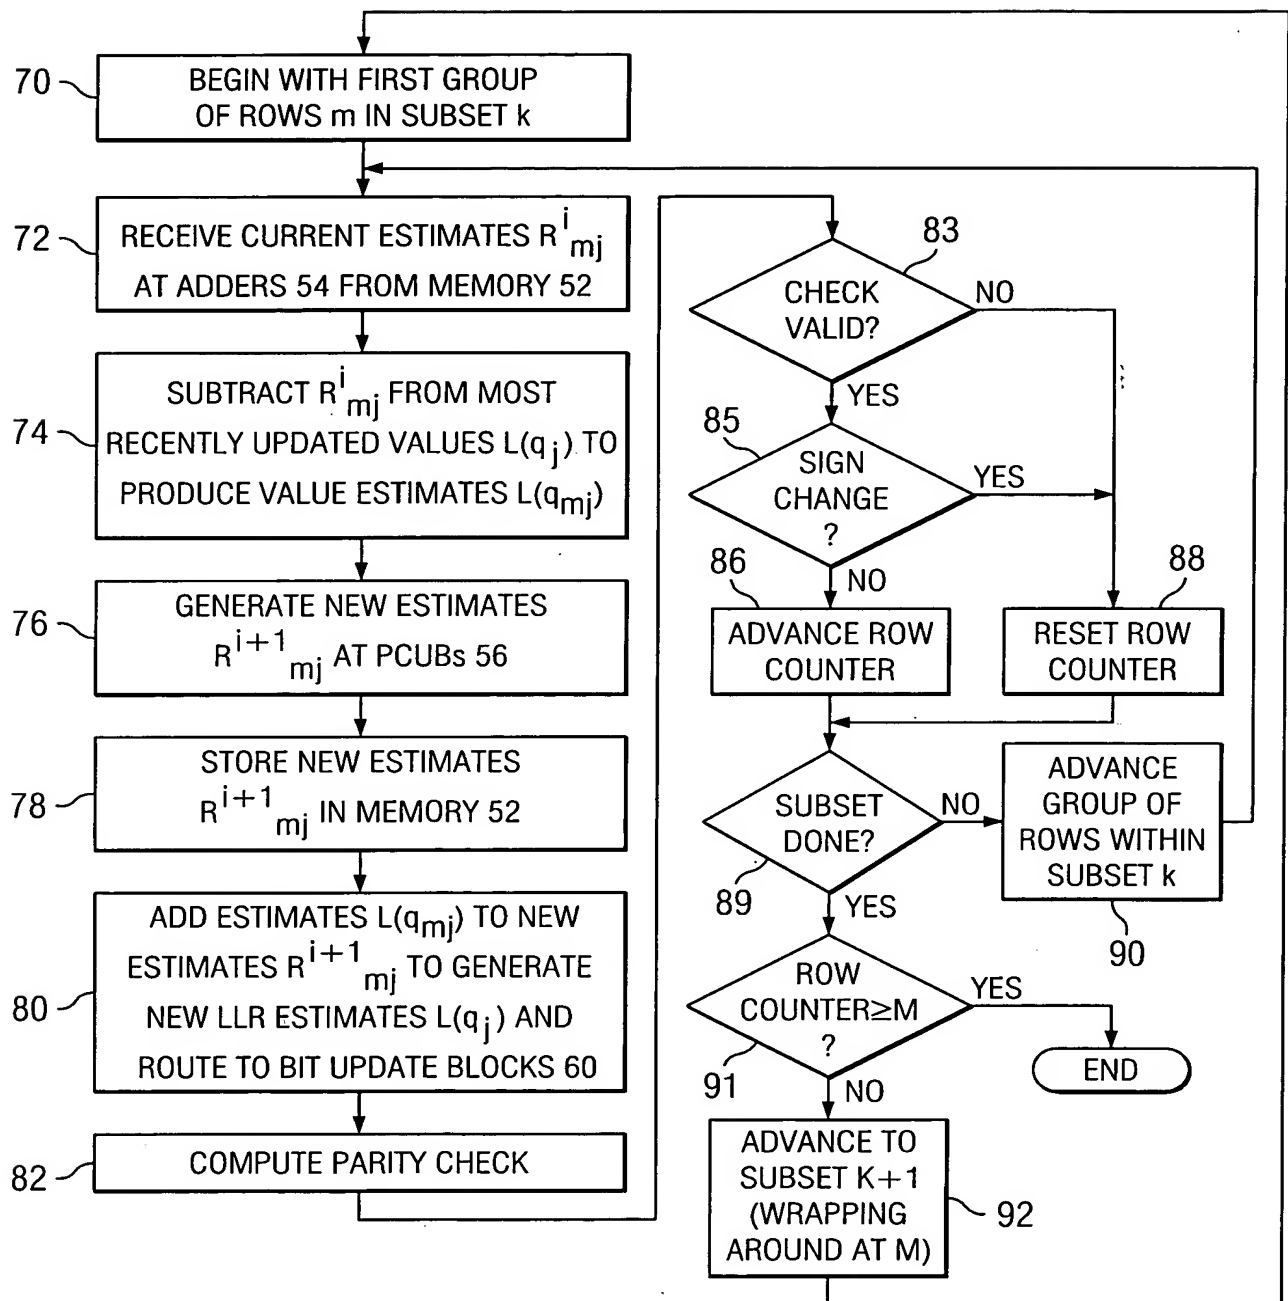 70
BEGIN WITH FIRST GROUP
OF ROWS m IN SUBSET k
72
RECEIVE CURRENT ESTIMATES R^i_mj
AT ADDERS 54 FROM MEMORY 52
74
SUBTRACT R^i_mj FROM MOST
RECENTLY UPDATED VALUES L(q_j) TO
PRODUCE VALUE ESTIMATES L(q_mj)
76
GENERATE NEW ESTIMATES
R^i+1_mj AT PCUBs 56
78
STORE NEW ESTIMATES
R^i+1_mj IN MEMORY 52
80
ADD ESTIMATES L(q_mj) TO NEW
ESTIMATES R^i+1_mj TO GENERATE
NEW LLR ESTIMATES L(q_j) AND
ROUTE TO BIT UPDATE BLOCKS 60
82
COMPUTE PARITY CHECK
83
CHECK
VALID?
NO
YES
85
SIGN
CHANGE
?
YES
NO
86
ADVANCE ROW
COUNTER
88
RESET ROW
COUNTER
SUBSET
DONE?
89
NO
YES
ADVANCE
GROUP OF
ROWS WITHIN
SUBSET k
90
ROW
COUNTER≥M
?
91
YES
NO
END
ADVANCE TO
SUBSET K+1
(WRAPPING
AROUND AT M)
92